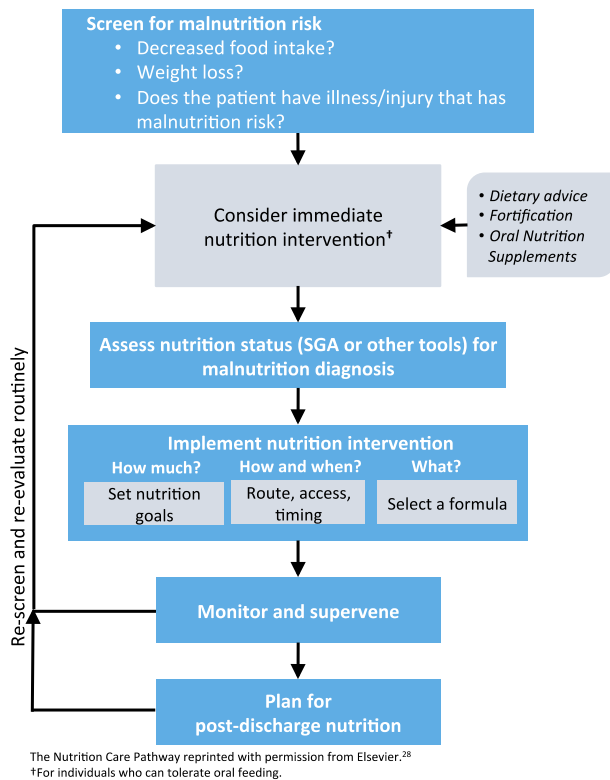 Screen for malnutrition risk
• Decreased food intake?
• Weight loss?
• Does the patient have illness/injury that has
malnutrition risk?
Consider immediate
nutrition intervention†
• Dietary advice
• Fortification
• Oral Nutrition
Supplements
Assess nutrition status (SGA or other tools) for
malnutrition diagnosis
Implement nutrition intervention
How much?
Set nutrition
goals
How and when?
Route, access,
timing
What?
Select a formula
Monitor and supervene
Plan for
post-discharge nutrition
Re-screen and re-evaluate routinely
The Nutrition Care Pathway reprinted with permission from Elsevier.28
†For individuals who can tolerate oral feeding.